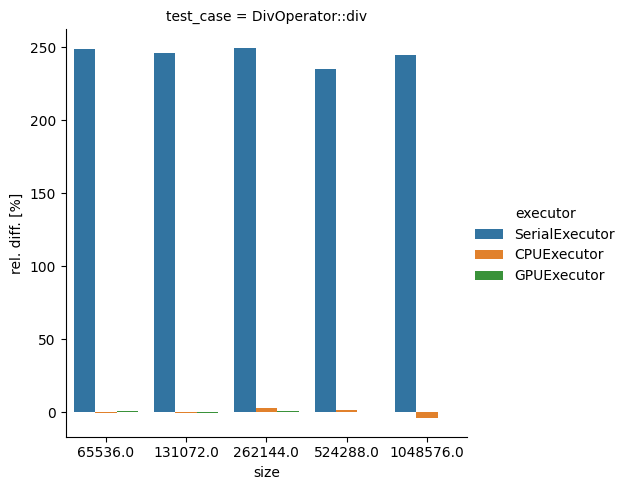 test_case = DivOperator::div
250
200
150
100
50
0
rel. diff. [%]
65536.0 131072.0 262144.0 524288.0 1048576.0
size
executor
SerialExecutor
CPUExecutor
GPUExecutor